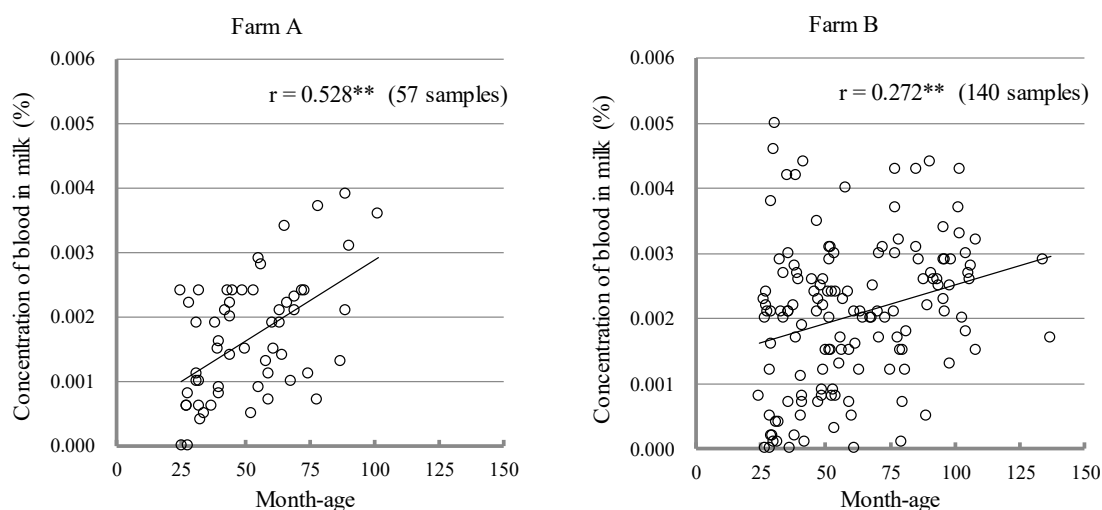 Farm A
0.006
0.005
0.004
0.003
0.002
0.001
0.000
r = 0.528** (57 samples)
Concentration of blood in milk (%)
0 25 50 75 100 125 150
Month-age
Farm B
0.006
0.005
0.004
0.003
0.002
0.001
0.000
r = 0.272** (140 samples)
Concentration of blood in milk (%)
0 25 50 75 100 125 150
Month-age